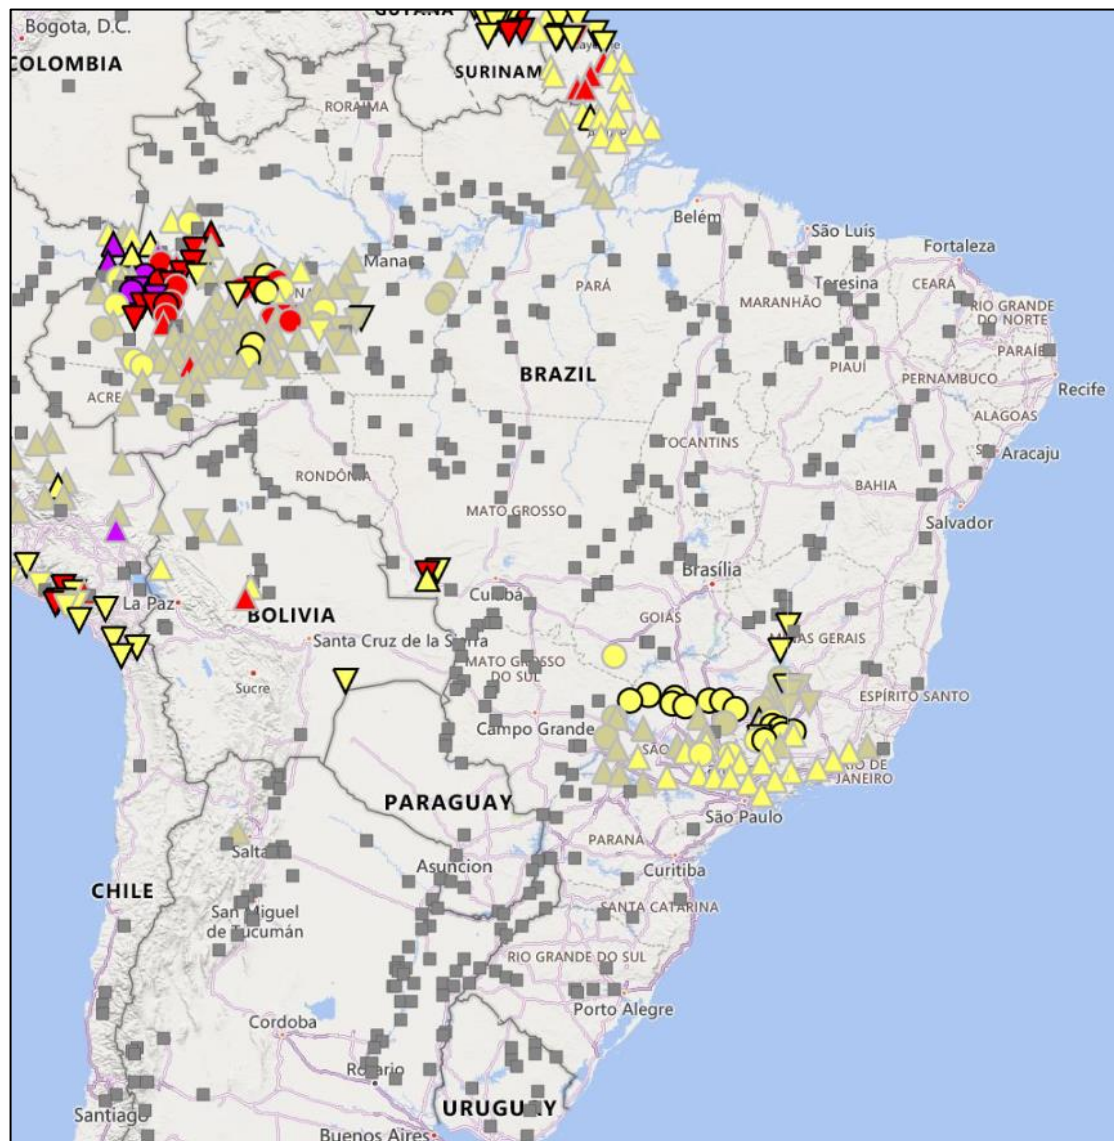 GUYANA
Bogota, D.C.
COLOMBIA
SURINAM
RORAIMA
Belém
São Luis
Fortaleza
Manaus
PARÁ
Teresina
CEARÁ
MARANHÃO
RIO GRANDE
DO NORTE
PIAUÍ
BRAZIL
PERNAMBUCO
Recife
ACRE
ALAGOAS
TOCANTINS
Aracaju
RONDÔNIA
BAHIA
MATO GROSSO
Salvador
Brasília
La Paz
Cuiabá
BOLIVIA
GOIÁS
MINAS GERAIS
Santa Cruz de la Sierra
MATO GROSSO
DO SUL
Sucre
ESPÍRITO SANTO
Campo Grande
SÃO
RIO DE
JANEIRO
PARAGUAY
São Paulo
PARANA
Salta
Asuncion
Curitiba
CHILE
SANTA CATARINA
San Miguel
de Tucumán
RIO GRANDE DO SUL
Porto Alegre
Cordoba
Rosario
Santiago
URUGUAY
Buenos Aires